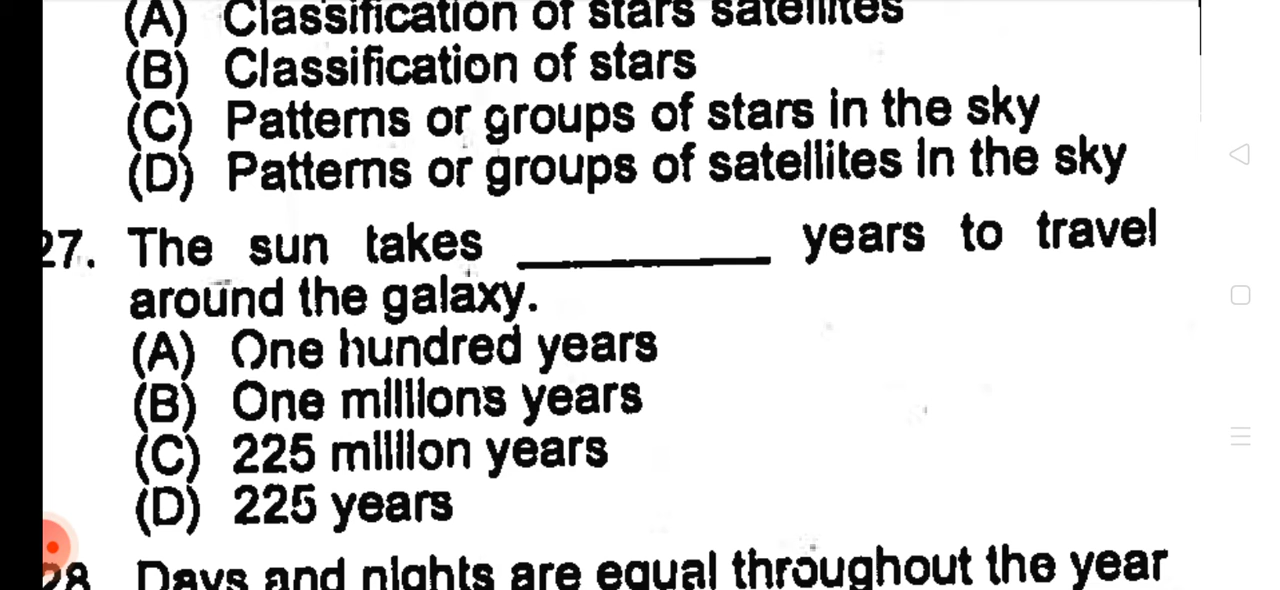 (A) Classification of stars satellites
(B) Classification of stars
(C) Patterns or groups of stars in the sky
(D) Patterns or groups of satellites in the sky
27. The sun takes __________ years to travel
around the galaxy.
(A) One hundred years
(B) One millions years
(C) 225 million years
(D) 225 years
28 Days and nights are equal throughout the year